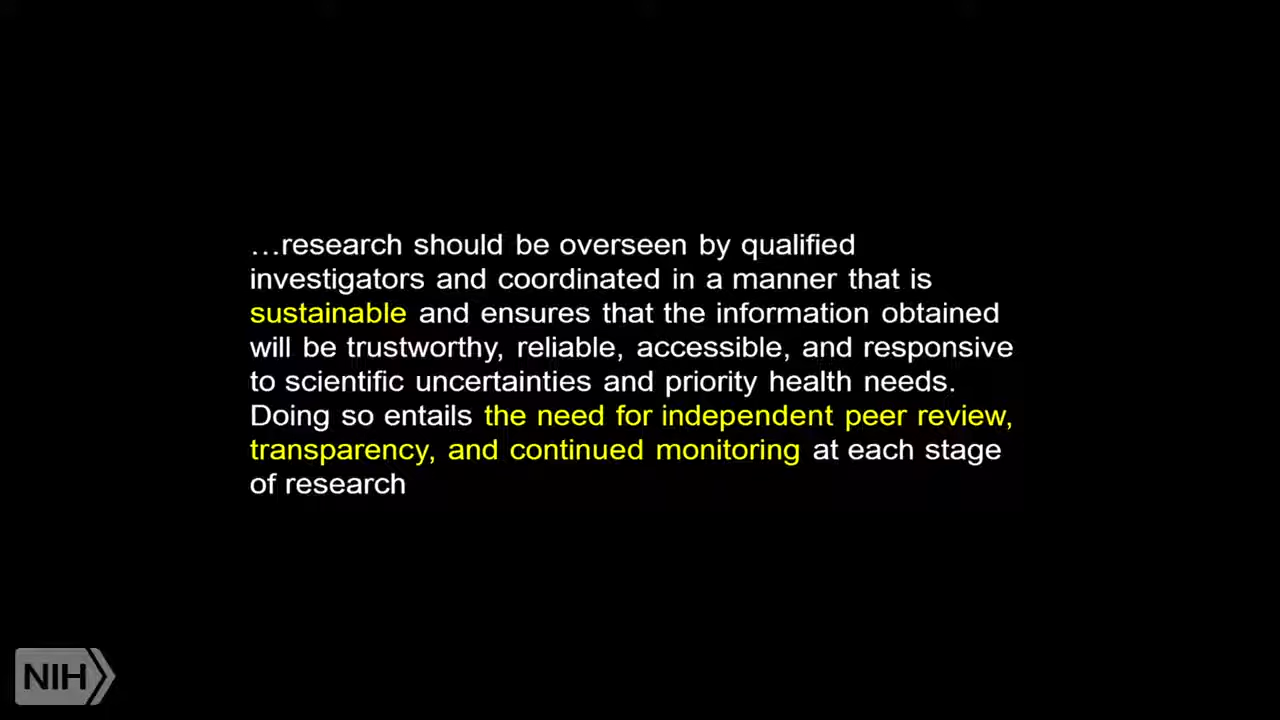 …research should be overseen by qualified
investigators and coordinated in a manner that is
sustainable and ensures that the information obtained
will be trustworthy, reliable, accessible, and responsive
to scientific uncertainties and priority health needs.
Doing so entails the need for independent peer review,
transparency, and continued monitoring at each stage
of research
NIH